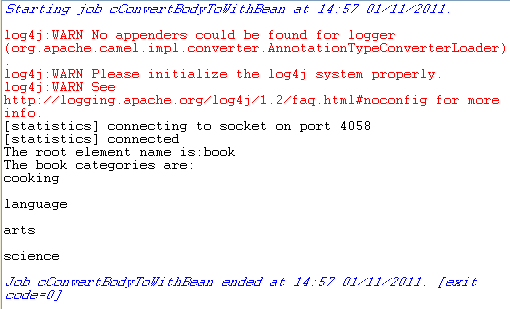 Starting job cConvertBodyToWithBean at 14:57 01/11/2011.
log4j:WARN No appenders could be found for logger
(org.apache.camel.impl.converter.AnnotationTypeConverterLoader)
.
log4j:WARN Please initialize the log4j system properly.
log4j:WARN See
http://logging.apache.org/log4j/1.2/faq.html#noconfig for more
info.
[statistics] connecting to socket on port 4058
[statistics] connected
The root element name is:book
The book categories are:
cooking
language
arts
science
Job cConvertBodyToWithBean ended at 14:57 01/11/2011. [exit
code=0]